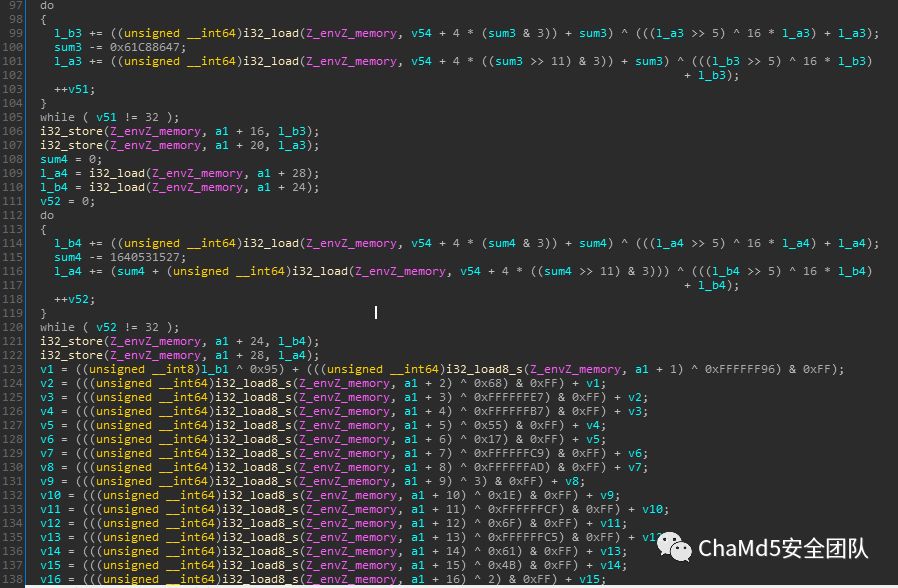 97 do
98 {
99 l_b3 += ((unsigned __int64)i32_load(Z_envZ_memory, v54 + 4 * (sum3 & 3)) + sum3) ^ (((l_a3 >> 5) ^ 16 * l_a3) + l_a3);
100 sum3 -= 0x61C88647;
101 l_a3 += ((unsigned __int64)i32_load(Z_envZ_memory, v54 + 4 * ((sum3 >> 11) & 3)) + sum3) ^ (((l_b3 >> 5) ^ 16 * l_b3)
102 + l_b3);
103 ++v51;
104 }
105 while ( v51 != 32 );
106 i32_store(Z_envZ_memory, a1 + 16, l_b3);
107 i32_store(Z_envZ_memory, a1 + 20, l_a3);
108 sum4 = 0;
109 l_a4 = i32_load(Z_envZ_memory, a1 + 28);
110 l_b4 = i32_load(Z_envZ_memory, a1 + 24);
111 v52 = 0;
112 do
113 {
114 l_b4 += ((unsigned __int64)i32_load(Z_envZ_memory, v54 + 4 * (sum4 & 3)) + sum4) ^ (((l_a4 >> 5) ^ 16 * l_a4) + l_a4);
115 sum4 -= 1640531527;
116 l_a4 += (sum4 + (unsigned __int64)i32_load(Z_envZ_memory, v54 + 4 * ((sum4 >> 11) & 3))) ^ (((l_b4 >> 5) ^ 16 * l_b4)
117 + l_b4);
118 ++v52;
119 }
120 while ( v52 != 32 );
121 i32_store(Z_envZ_memory, a1 + 24, l_b4);
122 i32_store(Z_envZ_memory, a1 + 28, l_a4);
123 v1 = ((unsigned __int8)l_b1 ^ 0x95) + (((unsigned __int64)i32_load8_s(Z_envZ_memory, a1 + 1) ^ 0xFFFFFF96) & 0xFF);
124 v2 = (((unsigned __int64)i32_load8_s(Z_envZ_memory, a1 + 2) ^ 0x68) & 0xFF) + v1;
125 v3 = (((unsigned __int64)i32_load8_s(Z_envZ_memory, a1 + 3) ^ 0xFFFFFFE7) & 0xFF) + v2;
126 v4 = (((unsigned __int64)i32_load8_s(Z_envZ_memory, a1 + 4) ^ 0xFFFFFFB7) & 0xFF) + v3;
127 v5 = (((unsigned __int64)i32_load8_s(Z_envZ_memory, a1 + 5) ^ 0x55) & 0xFF) + v4;
128 v6 = (((unsigned __int64)i32_load8_s(Z_envZ_memory, a1 + 6) ^ 0x17) & 0xFF) + v5;
129 v7 = (((unsigned __int64)i32_load8_s(Z_envZ_memory, a1 + 7) ^ 0xFFFFFFC9) & 0xFF) + v6;
130 v8 = (((unsigned __int64)i32_load8_s(Z_envZ_memory, a1 + 8) ^ 0xFFFFFFAD) & 0xFF) + v7;
131 v9 = (((unsigned __int64)i32_load8_s(Z_envZ_memory, a1 + 9) ^ 3) & 0xFF) + v8;
132 v10 = (((unsigned __int64)i32_load8_s(Z_envZ_memory, a1 + 10) ^ 0x1E) & 0xFF) + v9;
133 v11 = (((unsigned __int64)i32_load8_s(Z_envZ_memory, a1 + 11) ^ 0xFFFFFFCF) & 0xFF) + v10;
134 v12 = (((unsigned __int64)i32_load8_s(Z_envZ_memory, a1 + 12) ^ 0x6F) & 0xFF) + v11;
135 v13 = (((unsigned __int64)i32_load8_s(Z_envZ_memory, a1 + 13) ^ 0xFFFFFFC5) & 0xFF) +
136 v14 = (((unsigned __int64)i32_load8_s(Z_envZ_memory, a1 + 14) ^ 0x61) & 0xFF) + v13;
137 v15 = (((unsigned __int64)i32_load8_s(Z_envZ_memory, a1 + 15) ^ 0x4B) & 0xFF) + v14;
138 v16 = (((unsigned __int64)i32_load8_s(Z_envZ_memory, a1 + 16) ^ 2) & 0xFF) + v15;
ChaMd5安全团队